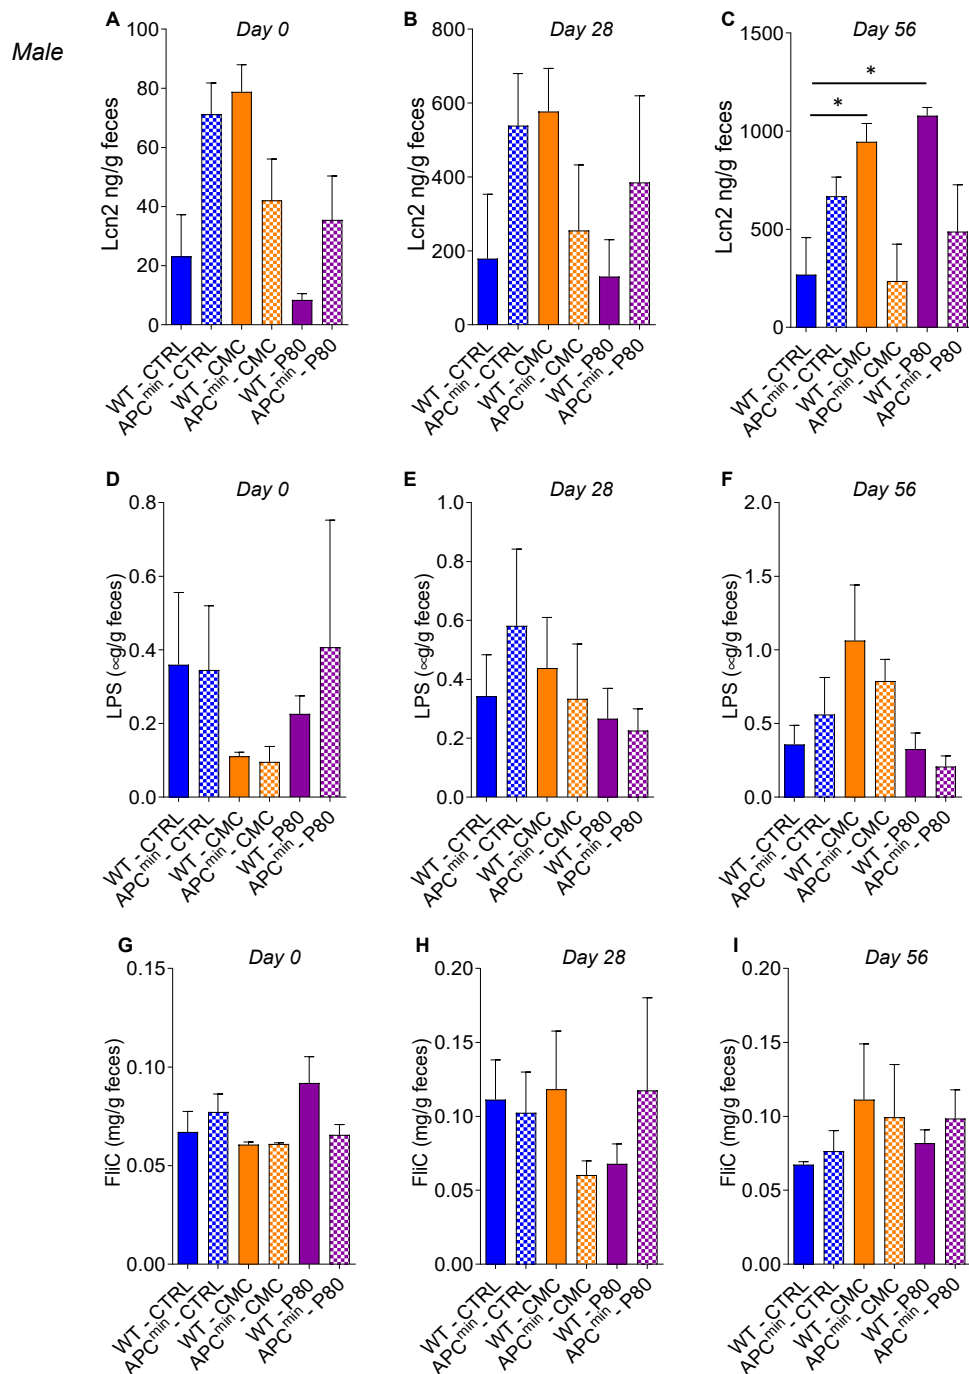 Male
A
Day 0
Lcn2 ng/g feces
100
80
60
40
20
0
WT - CTRL
APCmin - CTRL
WT - CMC
APCmin - CMC
WT - P80
APCmin - P80
B
Day 28
Lcn2 ng/g feces
800
600
400
200
0
WT - CTRL
APCmin - CTRL
WT - CMC
APCmin - CMC
WT - P80
APCmin - P80
C
Day 56
Lcn2 ng/g feces
1500
1000
500
0
*
*
WT - CTRL
APCmin - CTRL
WT - CMC
APCmin - CMC
WT - P80
APCmin - P80
D
Day 0
LPS (∝g/g feces)
0.8
0.6
0.4
0.2
0.0
WT - CTRL
APCmin - CTRL
WT - CMC
APCmin - CMC
WT - P80
APCmin - P80
E
Day 28
LPS (∝g/g feces)
1.0
0.8
0.6
0.4
0.2
0.0
WT - CTRL
APCmin - CTRL
WT - CMC
APCmin - CMC
WT - P80
APCmin - P80
F
Day 56
LPS (∝g/g feces)
2.0
1.5
1.0
0.5
0.0
WT - CTRL
APCmin - CTRL
WT - CMC
APCmin - CMC
WT - P80
APCmin - P80
G
Day 0
FliC (mg/g feces)
0.15
0.10
0.05
0.00
WT - CTRL
APCmin - CTRL
WT - CMC
APCmin - CMC
WT - P80
APCmin - P80
H
Day 28
FliC (mg/g feces)
0.20
0.15
0.10
0.05
0.00
WT - CTRL
APCmin - CTRL
WT - CMC
APCmin - CMC
WT - P80
APCmin - P80
I
Day 56
FliC (mg/g feces)
0.20
0.15
0.10
0.05
0.00
WT - CTRL
APCmin - CTRL
WT - CMC
APCmin - CMC
WT - P80
APCmin - P80